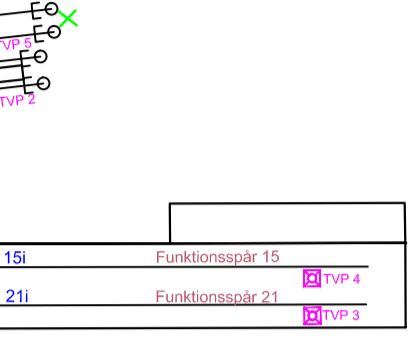 TVP 5
TVP 2
15i Funktionsspår 15
TVP 4
21i Funktionsspår 21
TVP 3